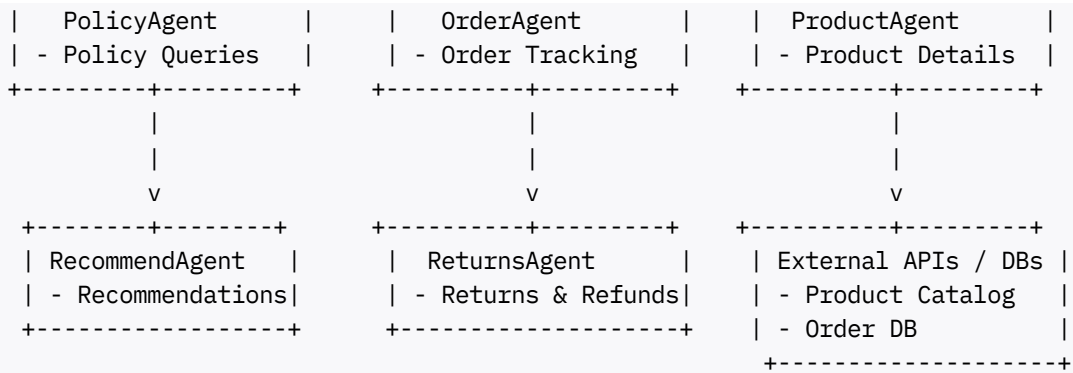 |   PolicyAgent      |     |   OrderAgent       |    |  ProductAgent      |
| - Policy Queries   |     | - Order Tracking   |    | - Product Details  |
+---------+---------+     +----------+---------+    +----------+---------+
          |                          |                         |
          |                          |                         |
          v                          v                         v
 +--------+--------+      +----------+---------+    +----------+---------+
 | RecommendAgent   |      |  ReturnsAgent      |    | External APIs / DBs |
 | - Recommendations|      | - Returns & Refunds|    | - Product Catalog   |
 +------------------+      +--------------------+    | - Order DB          |
                                                      +---------------------+